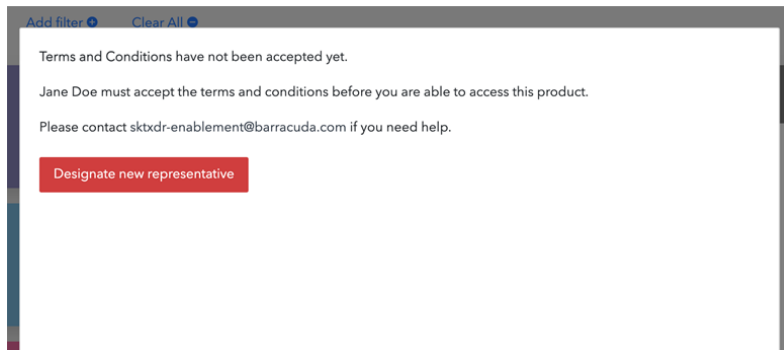 Add filter Clear All
Terms and Conditions have not been accepted yet.
Jane Doe must accept the terms and conditions before you are able to access this product.
Please contact sktxdr-enablement@barracuda.com if you need help.
Designate new representative